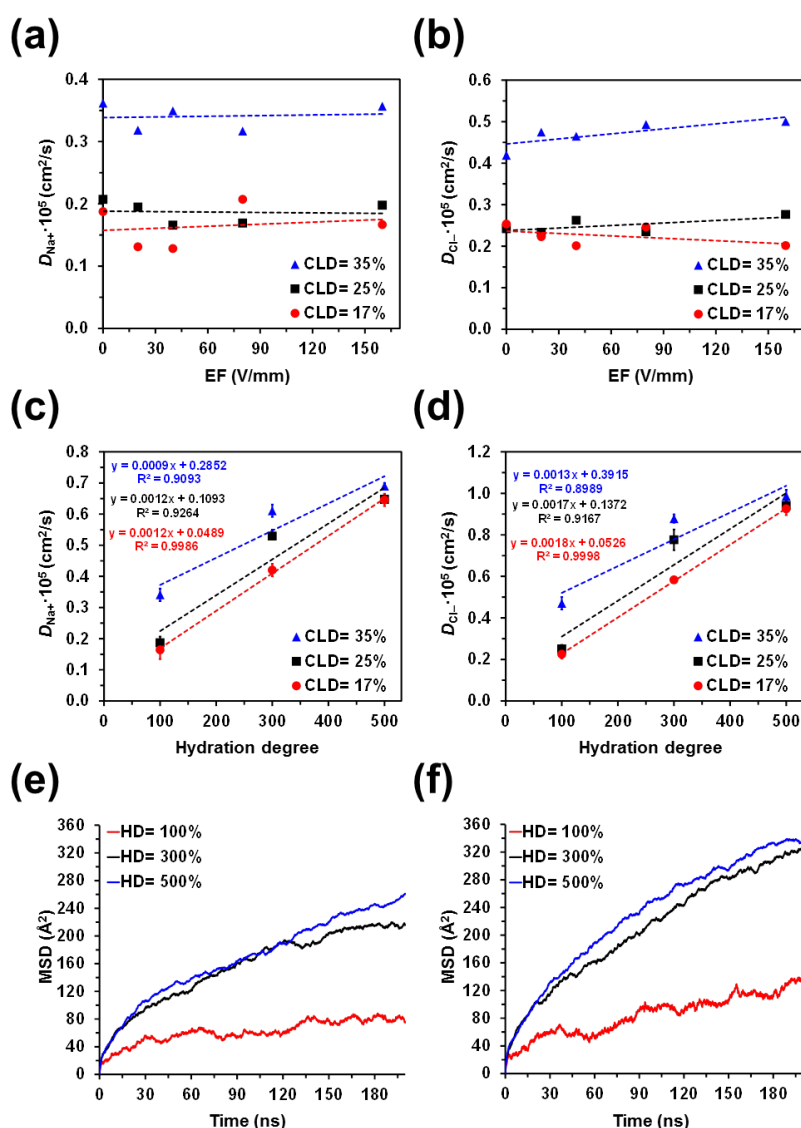 (a)
0.4
0.3
0.2
0.1
0.0
D Na+·10⁵ (cm²/s)
CLD= 35%
CLD= 25%
CLD= 17%
0 30 60 90 120 150
EF (V/mm)
(b)
0.6
0.5
0.4
0.3
0.2
0.1
0.0
D Cl–·10⁵ (cm²/s)
CLD= 35%
CLD= 25%
CLD= 17%
0 30 60 90 120 150
EF (V/mm)
(c)
0.8
0.7
0.6
0.5
0.4
0.3
0.2
0.1
0.0
D Na+·10⁵ (cm²/s)
y = 0.0009x + 0.2852
R² = 0.9093
y = 0.0012x + 0.1093
R² = 0.9264
y = 0.0012x + 0.0489
R² = 0.9986
CLD= 35%
CLD= 25%
CLD= 17%
0 100 200 300 400 500
Hydration degree
(d)
1.2
1.0
0.8
0.6
0.4
0.2
0.0
D Cl–·10⁵ (cm²/s)
y = 0.0013x + 0.3915
R² = 0.8989
y = 0.0017x + 0.1372
R² = 0.9167
y = 0.0018x + 0.0526
R² = 0.9998
CLD= 35%
CLD= 25%
CLD= 17%
0 100 200 300 400 500
Hydration degree
(e)
360
320
280
240
200
160
120
80
40
0
MSD (Å²)
HD= 100%
HD= 300%
HD= 500%
0 30 60 90 120 150 180
Time (ns)
(f)
360
320
280
240
200
160
120
80
40
0
MSD (Å²)
HD= 100%
HD= 300%
HD= 500%
0 30 60 90 120 150 180
Time (ns)